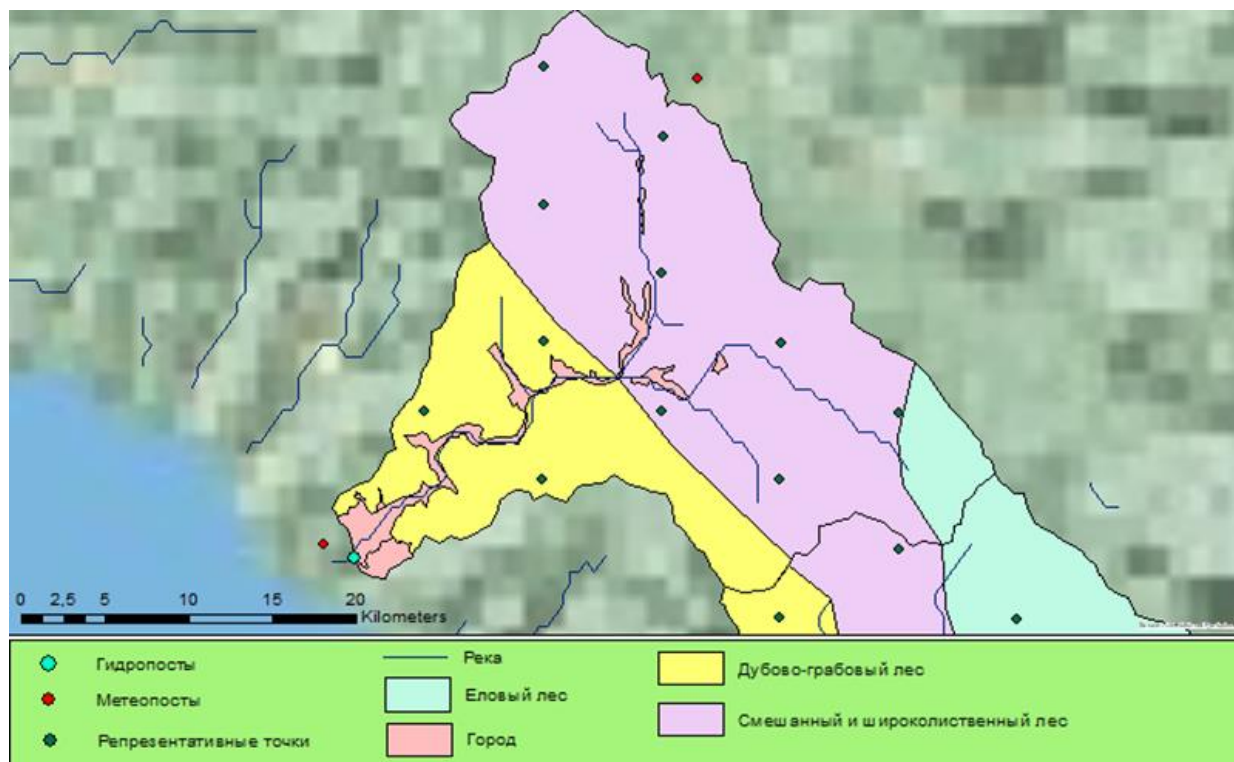 0 2,5 5 10 15 20
Kilometers
Гидропосты
Метеопосты
Репрезентативные точки
Река
Еловый лес
Город
Дубово-грабовый лес
Смешанный и широколиственный лес